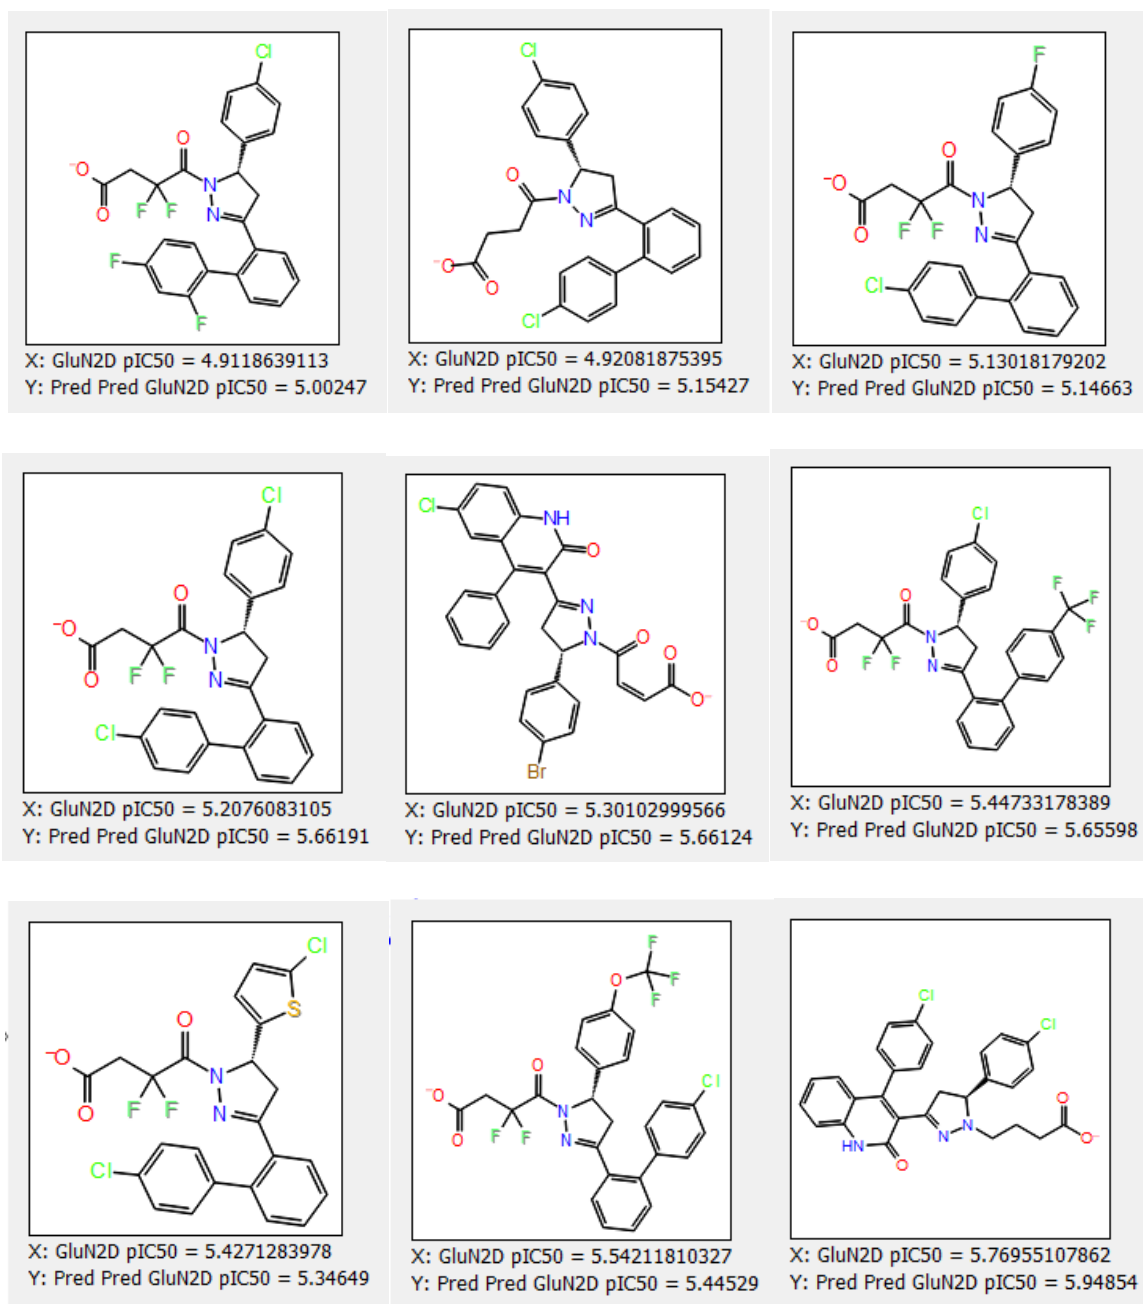 Cl
O
⁻O
N
O
F F
N
F
F
X: GluN2D pIC50 = 4.9118639113
Y: Pred Pred GluN2D pIC50 = 5.00247
Cl
O
N
N
⁻O
O
Cl
X: GluN2D pIC50 = 4.92081875395
Y: Pred Pred GluN2D pIC50 = 5.15427
F
O
⁻O
N
O
F F
N
Cl
X: GluN2D pIC50 = 5.13018179202
Y: Pred Pred GluN2D pIC50 = 5.14663
Cl
O
⁻O
N
O
F F
N
Cl
X: GluN2D pIC50 = 5.2076083105
Y: Pred Pred GluN2D pIC50 = 5.66191
Cl
NH
O
N
N
O
O
O⁻
Br
X: GluN2D pIC50 = 5.30102999566
Y: Pred Pred GluN2D pIC50 = 5.66124
Cl
F
F
F
O
⁻O
N
O
F F
N
X: GluN2D pIC50 = 5.44733178389
Y: Pred Pred GluN2D pIC50 = 5.65598
Cl
S
O
⁻O
N
O
F F
N
Cl
X: GluN2D pIC50 = 5.4271283978
Y: Pred Pred GluN2D pIC50 = 5.34649
F
O
F
F
O
Cl
⁻O
N
O
F F
N
X: GluN2D pIC50 = 5.54211810327
Y: Pred Pred GluN2D pIC50 = 5.44529
Cl
Cl
O
N
N
O⁻
HN
O
X: GluN2D pIC50 = 5.76955107862
Y: Pred Pred GluN2D pIC50 = 5.94854